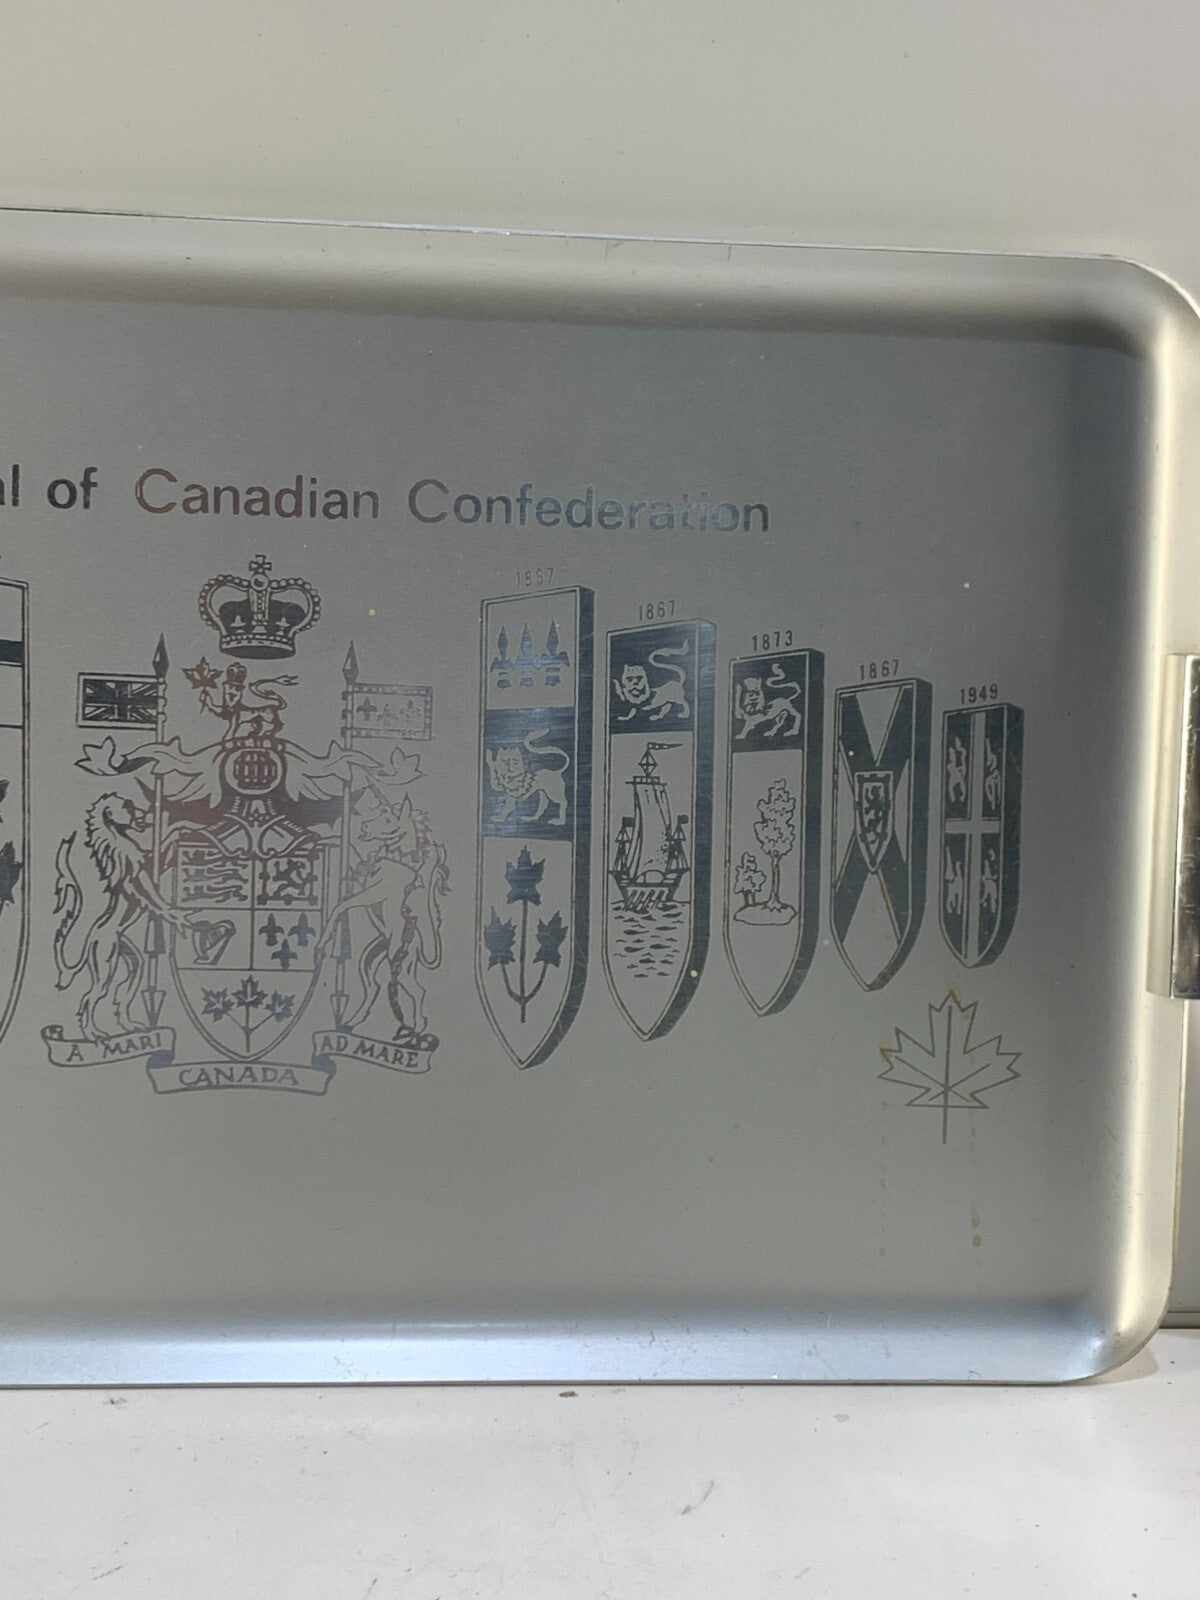 al of Canadian Confederation
1867
1867
1873
1867
1949
A MARI
AD MARE
CANADA